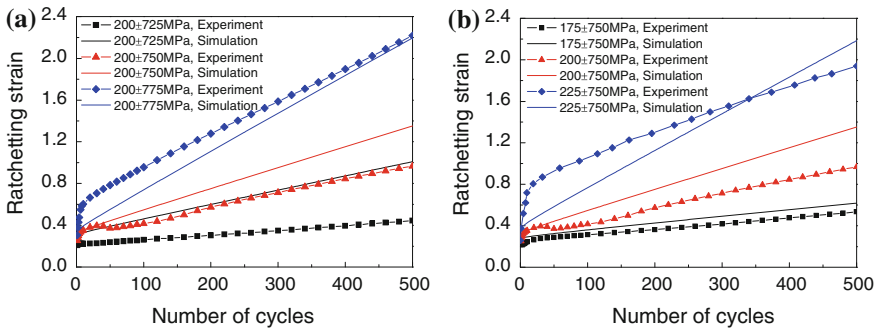 (a)
Ratchetting strain
2.4
2.0
1.6
1.2
0.8
0.4
0.0
200±725MPa, Experiment
200±725MPa, Simulation
200±750MPa, Experiment
200±750MPa, Simulation
200±775MPa, Experiment
200±775MPa, Simulation
0 100 200 300 400 500
Number of cycles
(b)
Ratchetting strain
2.4
2.0
1.6
1.2
0.8
0.4
0.0
175±750MPa, Experiment
175±750MPa, Simulation
200±750MPa, Experiment
200±750MPa, Simulation
225±750MPa, Experiment
225±750MPa, Simulation
0 100 200 300 400 500
Number of cycles